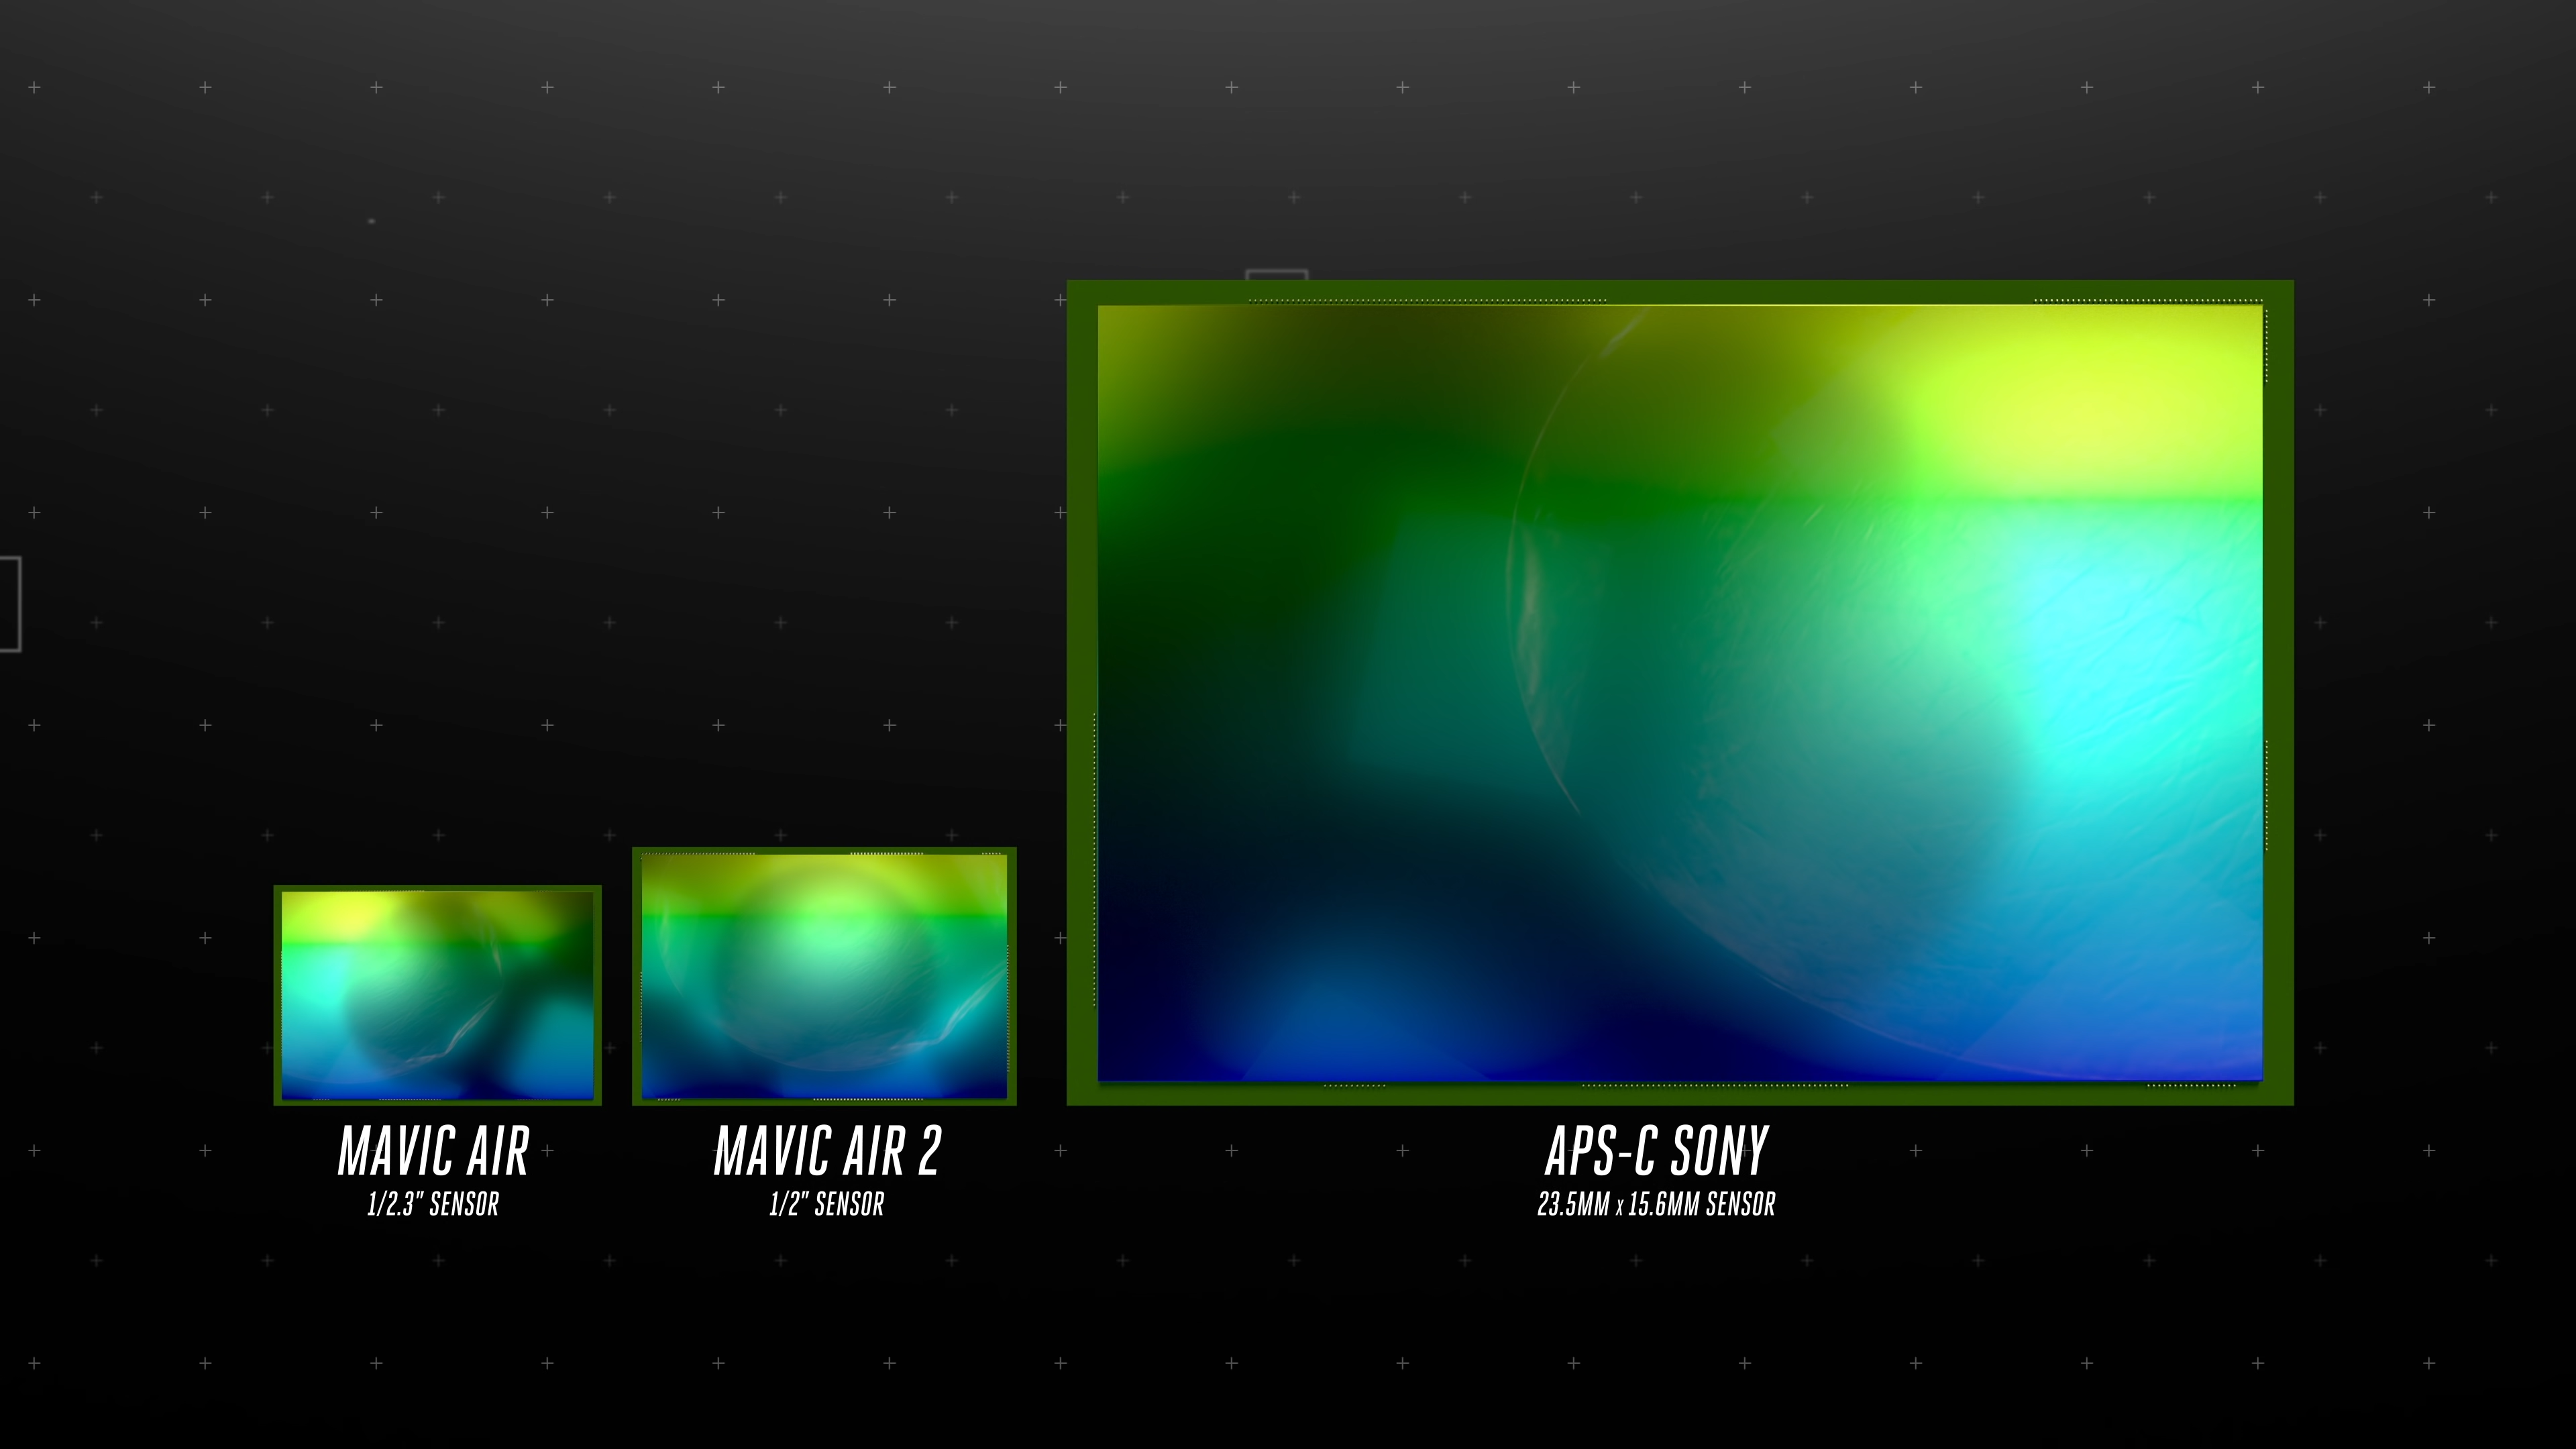 MAVIC AIR
1/2.3" SENSOR
MAVIC AIR 2
1/2" SENSOR
APS-C SONY
23.5MM x 15.6MM SENSOR